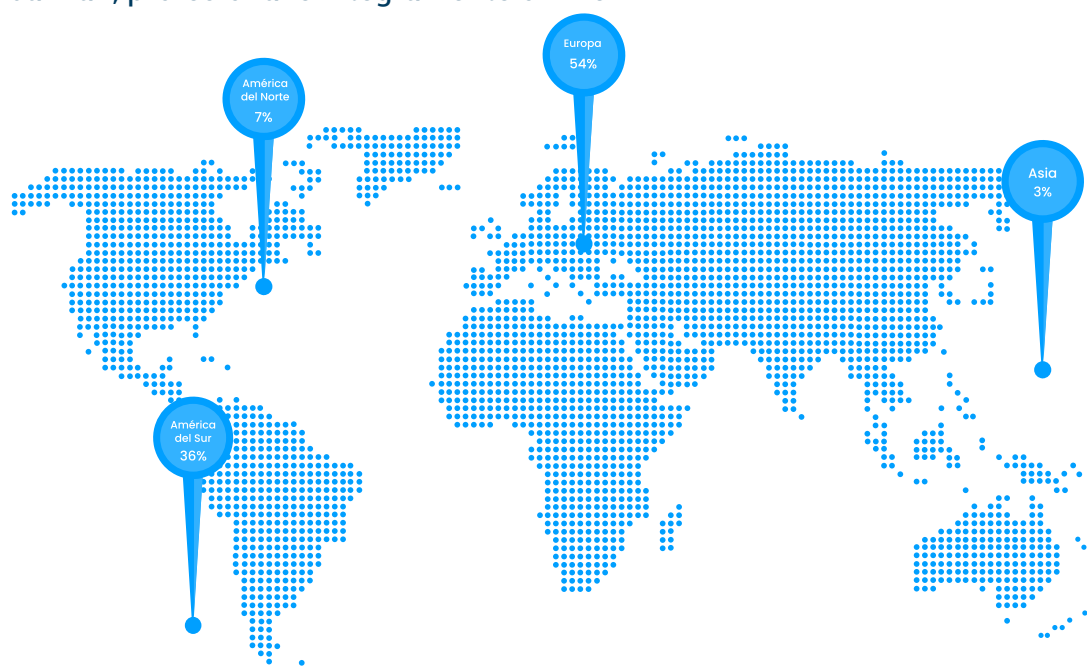 Europa
54%
América
del Norte
7%
Asia
3%
América
del Sur
36%